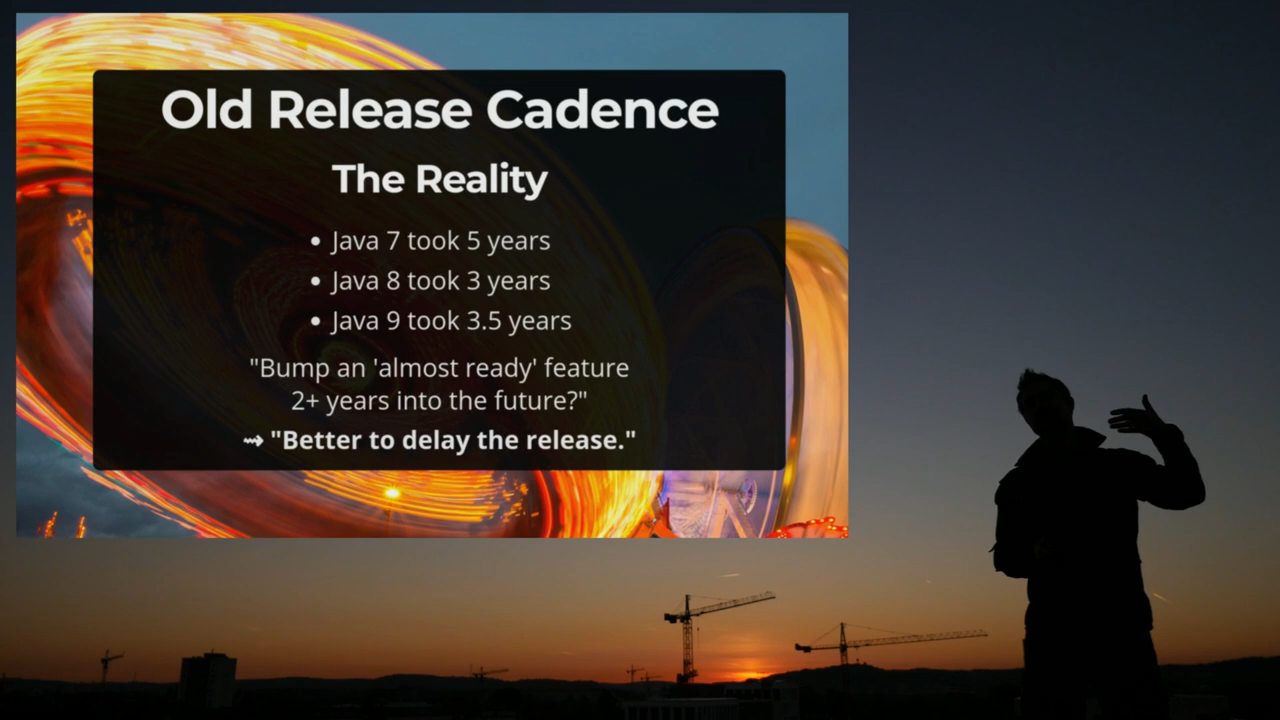 Old Release Cadence
The Reality
• Java 7 took 5 years
• Java 8 took 3 years
• Java 9 took 3.5 years
"Bump an 'almost ready' feature
2+ years into the future?"
⇝ "Better to delay the release."